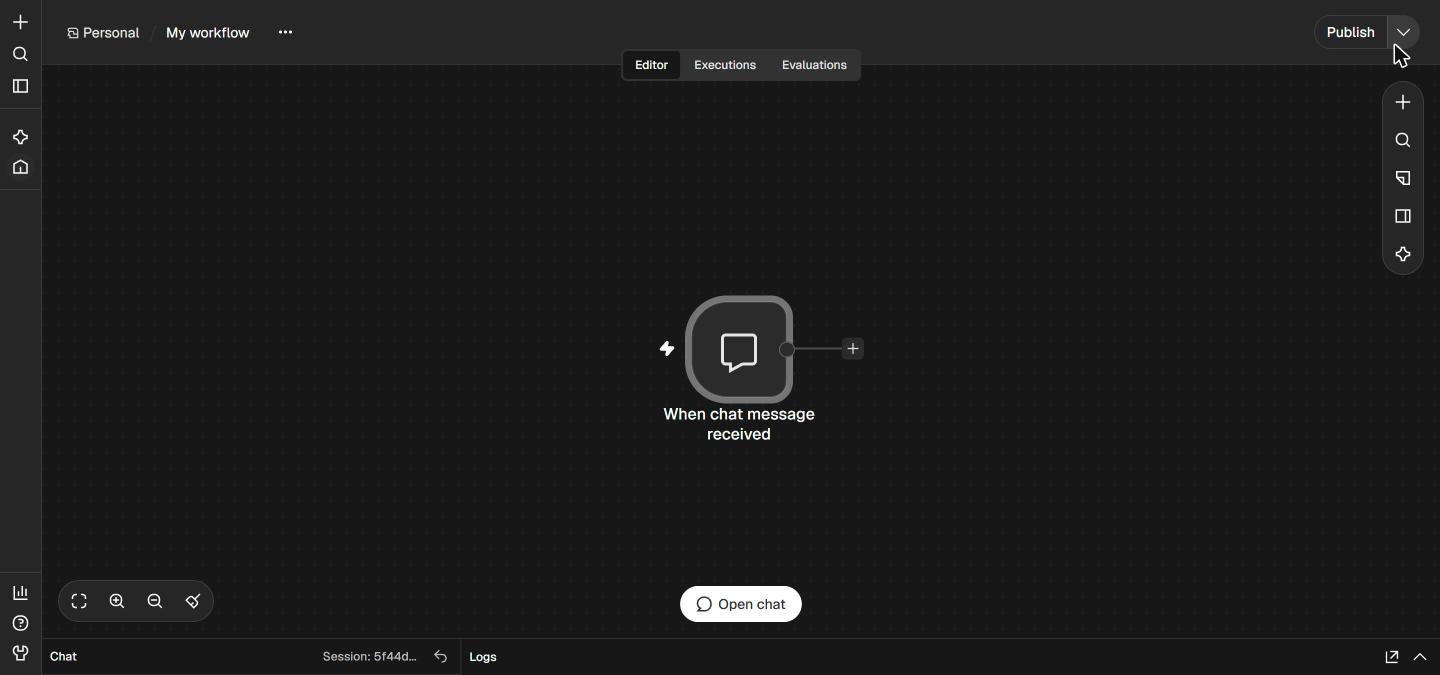 Personal / My workflow
Publish
Editor Executions Evaluations
When chat message
received
Open chat
Chat Session: 5f44d... Logs